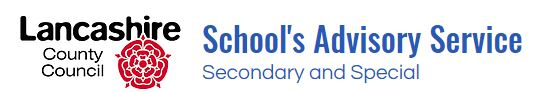 Lancashire
County
Council
School's Advisory Service
Secondary and Special